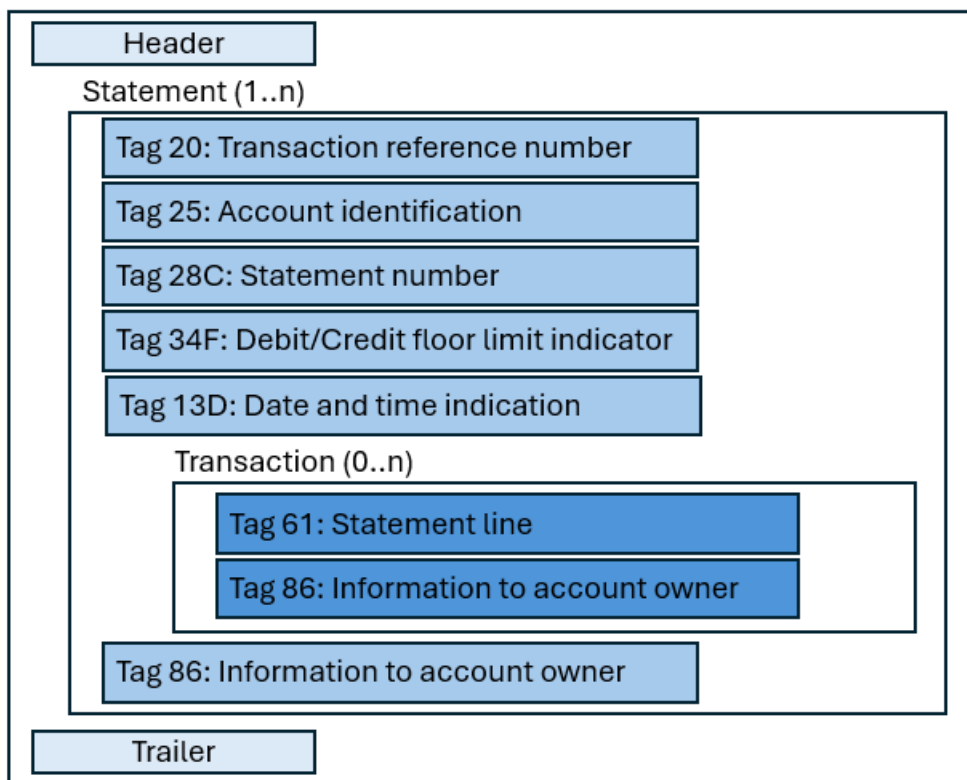 Header
Statement (1..n)
Tag 20: Transaction reference number
Tag 25: Account identification
Tag 28C: Statement number
Tag 34F: Debit/Credit floor limit indicator
Tag 13D: Date and time indication
Transaction (0..n)
Tag 61: Statement line
Tag 86: Information to account owner
Tag 86: Information to account owner
Trailer